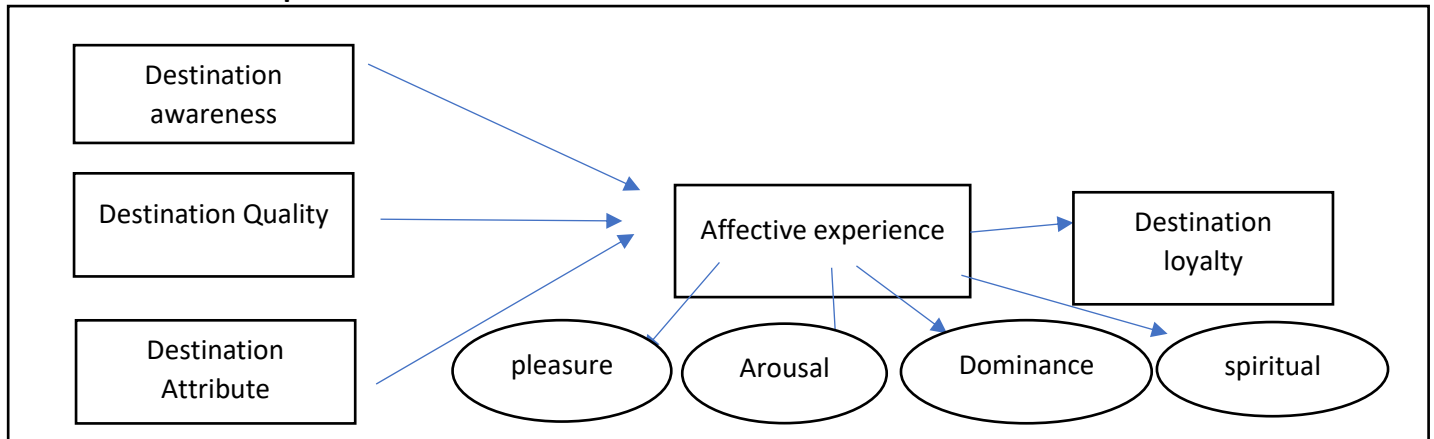 Destination
awareness
Destination Quality
Affective experience
Destination
loyalty
Destination
Attribute
pleasure
Arousal
Dominance
spiritual